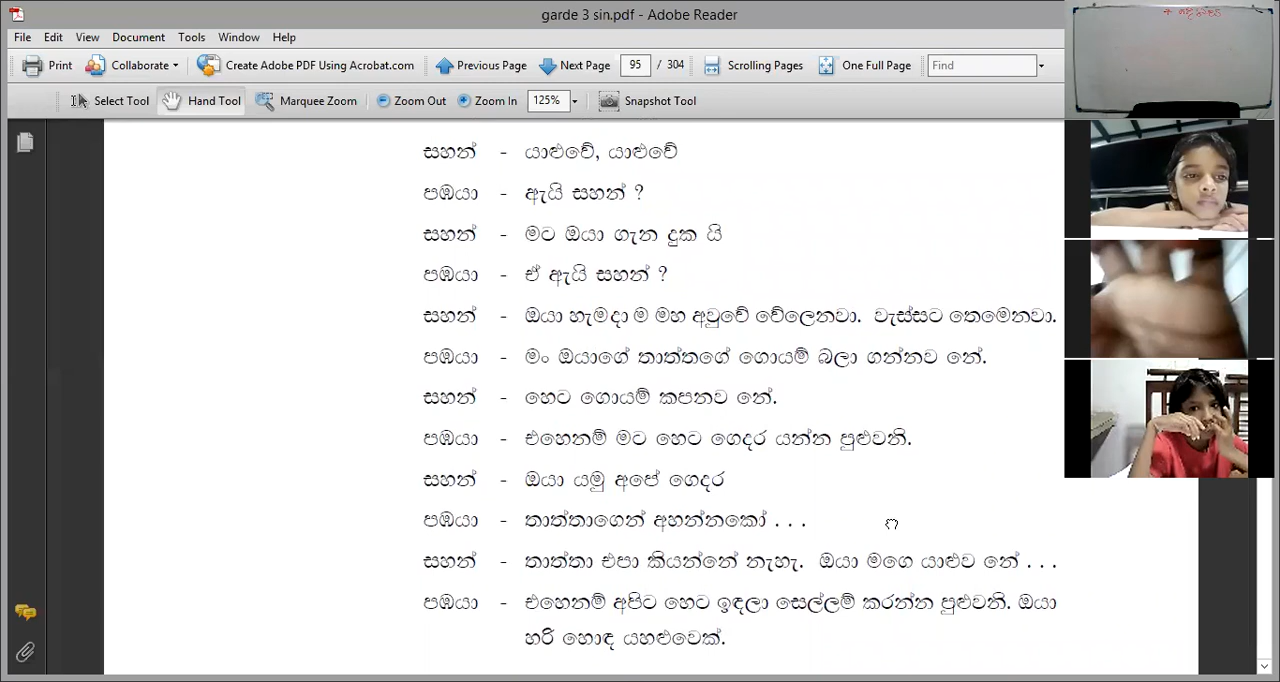 garde 3 sin.pdf - Adobe Reader
File Edit View Document Tools Window Help
Print Collaborate Create Adobe PDF Using Acrobat.com Previous Page Next Page 95 / 304 Scrolling Pages One Full Page Find
Select Tool Hand Tool Marquee Zoom Zoom Out Zoom In 125% Snapshot Tool
සහන් - යාළුවේ, යාළුවේ
පඹයා - ඇයි සහන් ?
සහන් - මට ඔයා ගැන දුක යි
පඹයා - ඒ ඇයි සහන් ?
සහන් - ඔයා හැමදා ම මහ අවුවේ වේලෙනවා. වැස්සට තෙමෙනවා.
පඹයා - මං ඔයාගේ තාත්තගේ ගොයම් බලා ගන්නව නේ.
සහන් - හෙට ගොයම් කපනව නේ.
පඹයා - එහෙනම් මට හෙට ගෙදර යන්න පුළුවනි.
සහන් - ඔයා යමු අපේ ගෙදර
පඹයා - තාත්තාගෙන් අහන්නකෝ . . .
සහන් - තාත්තා එපා කියන්නේ නැහැ. ඔයා මගෙ යාළුව නේ . . .
පඹයා - එහෙනම් අපිට හෙට ඉඳලා සෙල්ලම් කරන්න පුළුවනි. ඔයා
හරි හොඳ යහළුවෙක්.